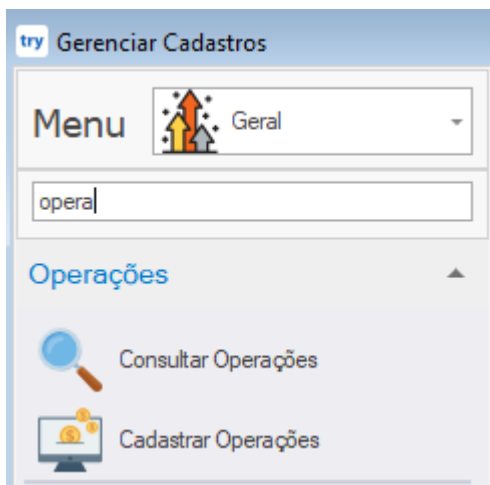 try Gerenciar Cadastros
Menu Geral
opera
Operações
Consultar Operações
Cadastrar Operações